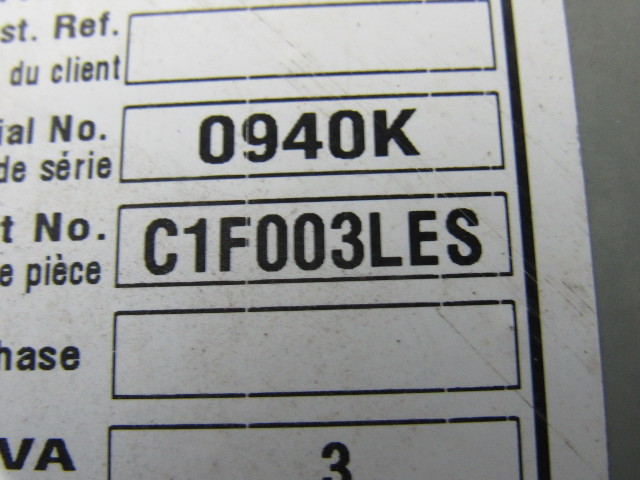 st. Ref.
du client
ial No.
0940K
de série
t No.
C1F003LES
e pièce
hase
VA
3